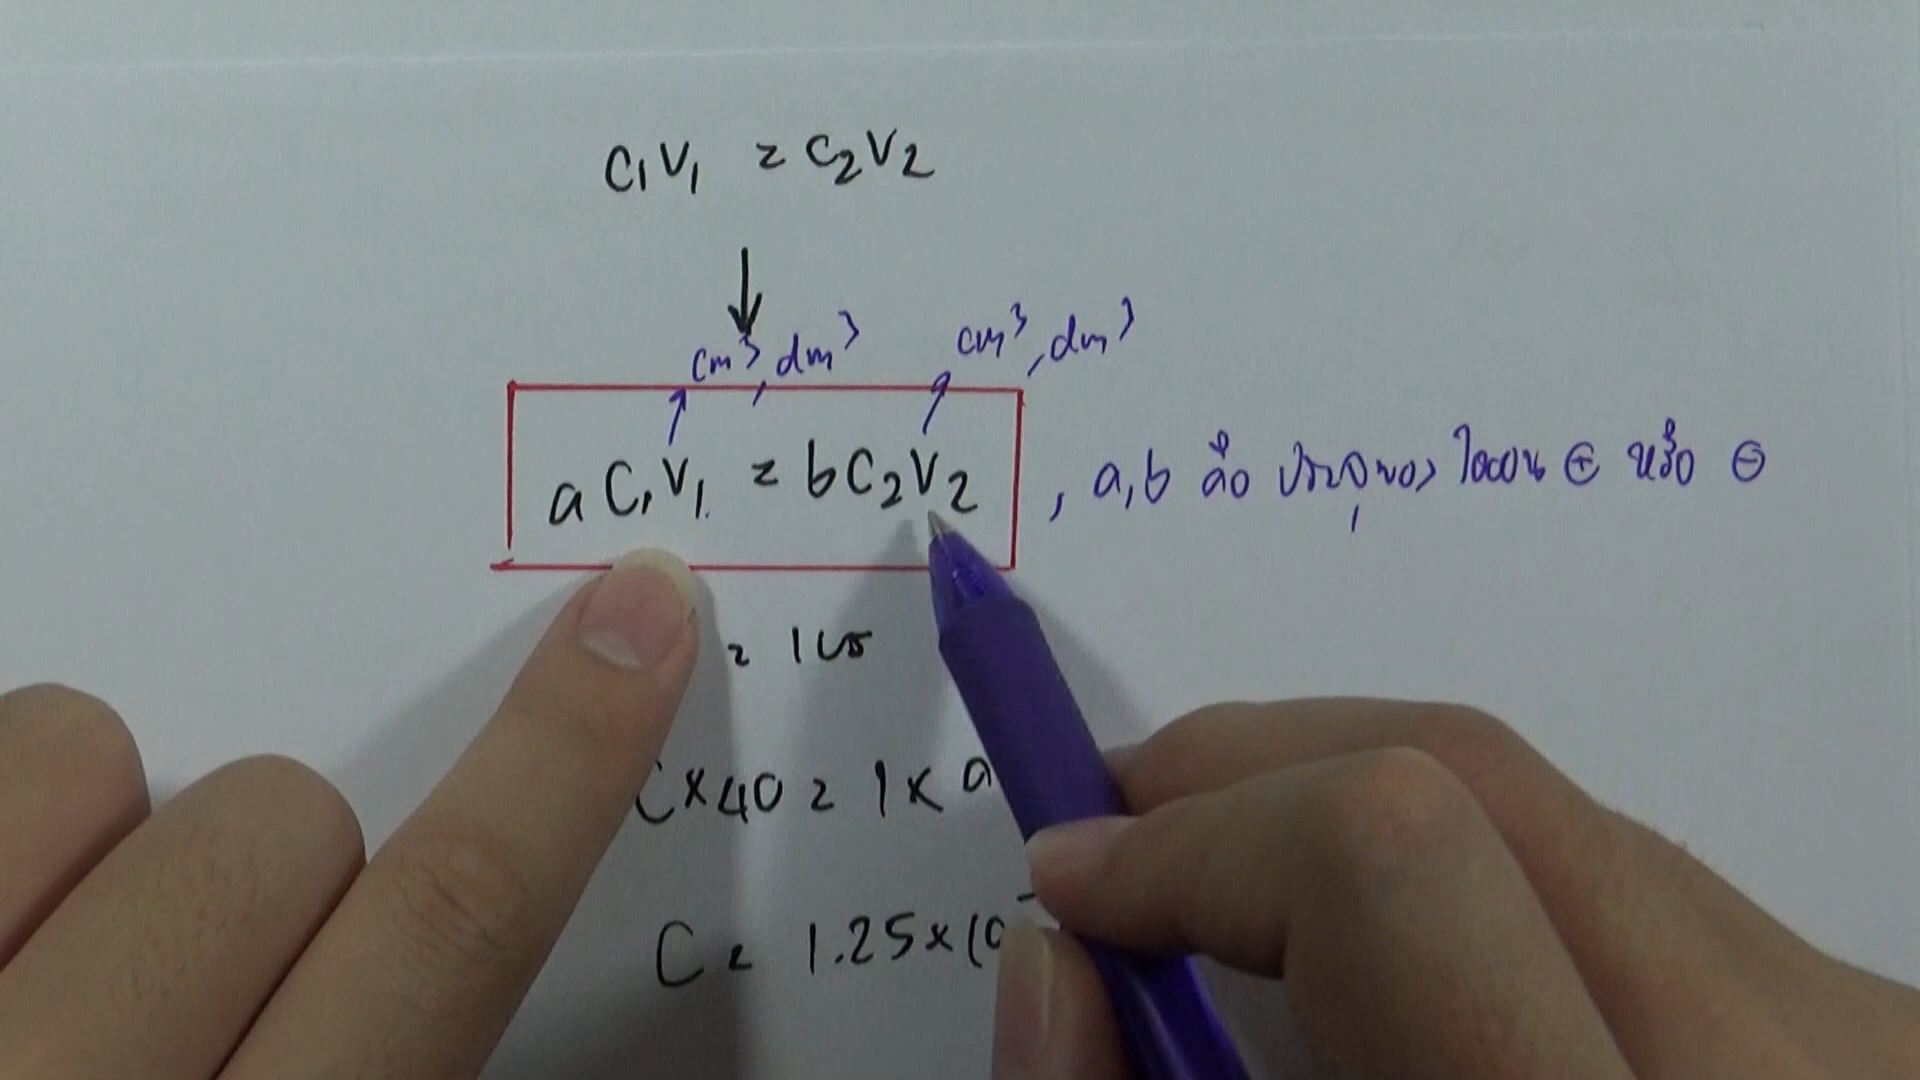 C₁V₁ = C₂V₂
cm³, dm³
cm³, dm³
aC₁V₁ = bC₂V₂ , a,b คือ ประจุของ ไอออน ⊕ หรือ ⊖
= 1
C×40 = 1×
C = 1.25×10